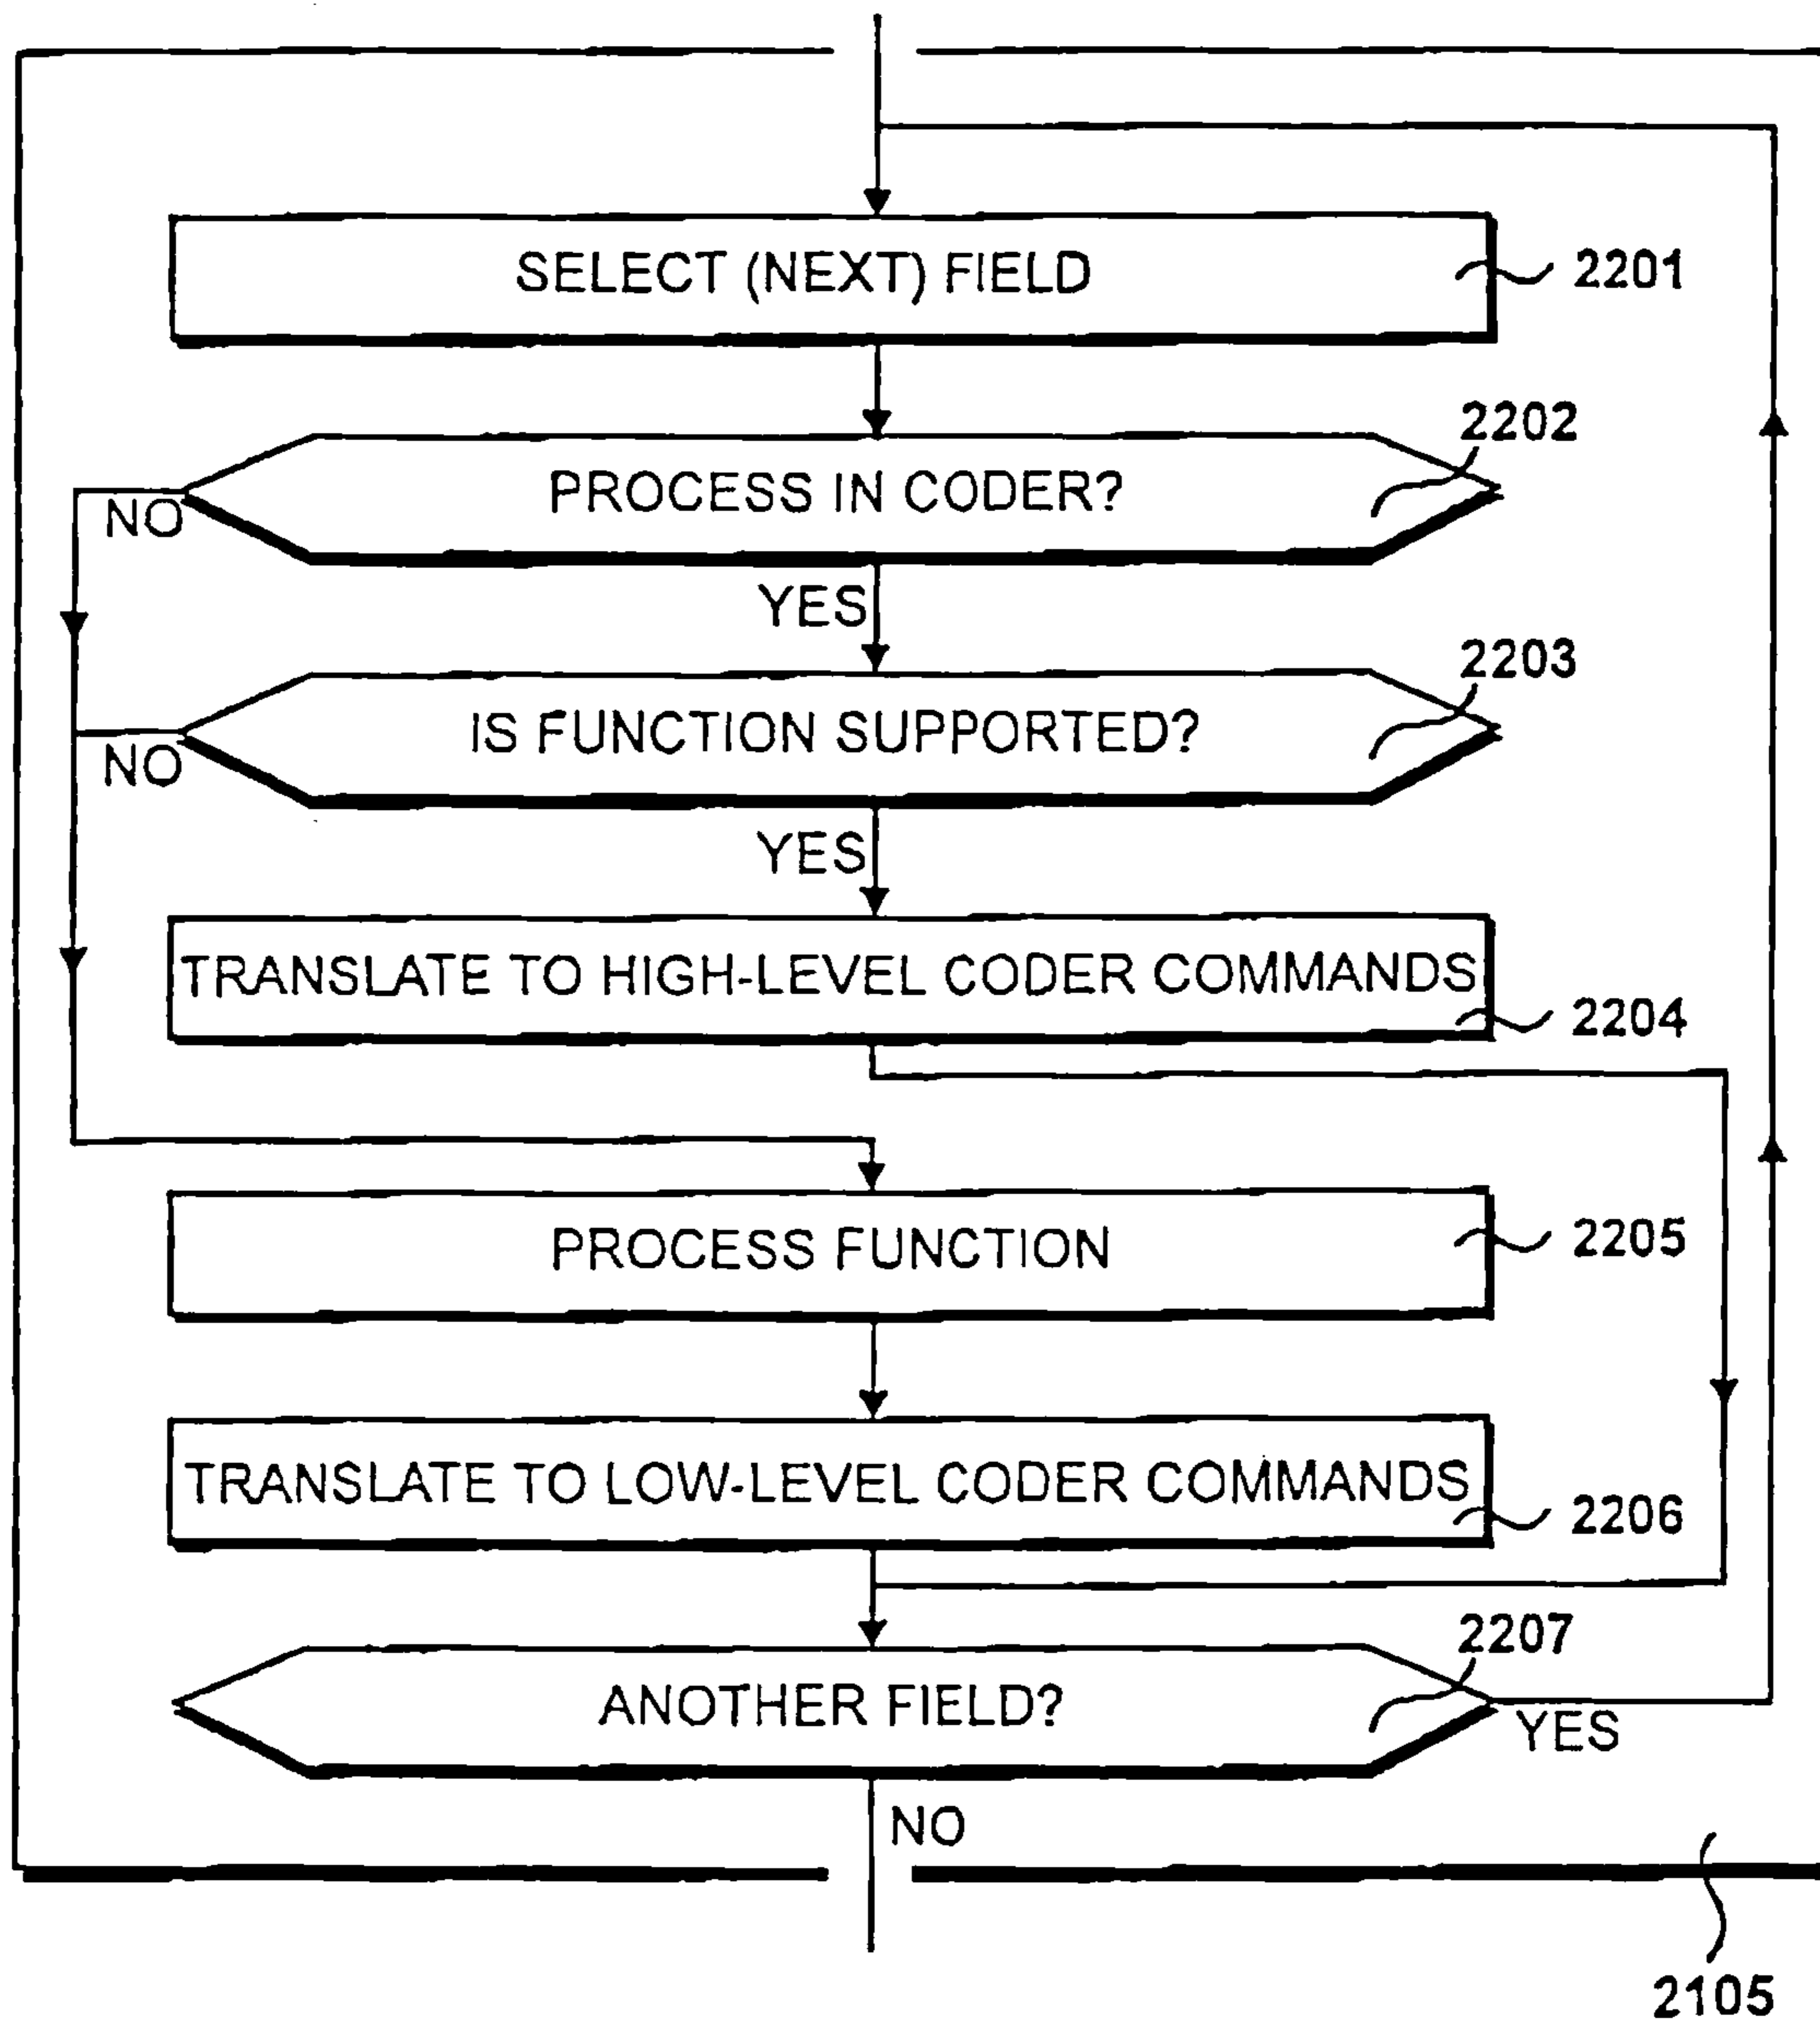 SELECT (NEXT) FIELD
2201
2202
PROCESS IN CODER?
NO
YES
2203
IS FUNCTION SUPPORTED?
NO
YES
TRANSLATE TO HIGH-LEVEL CODER COMMANDS
2204
PROCESS FUNCTION
2205
TRANSLATE TO LOW-LEVEL CODER COMMANDS
2206
2207
ANOTHER FIELD?
YES
NO
2105